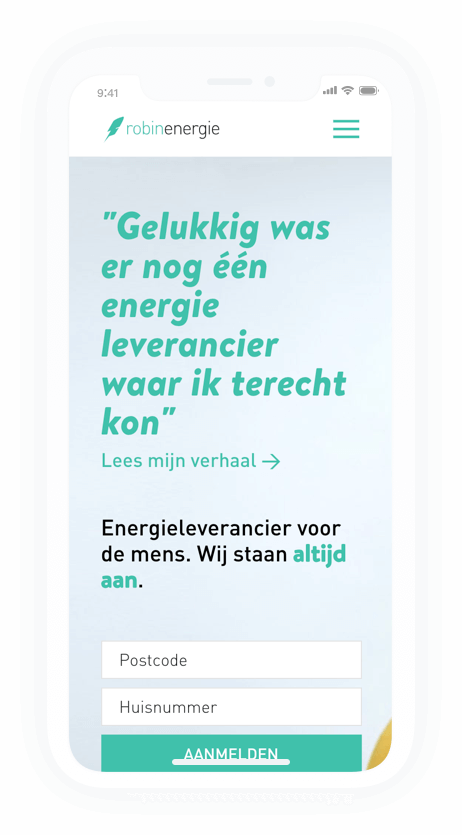 9:41
robinenergie
"Gelukkig was
er nog één
energie
leverancier
waar ik terecht
kon"
Lees mijn verhaal →
Energieleverancier voor
de mens. Wij staan altijd
aan.
Postcode
Huisnummer
AANMELDEN